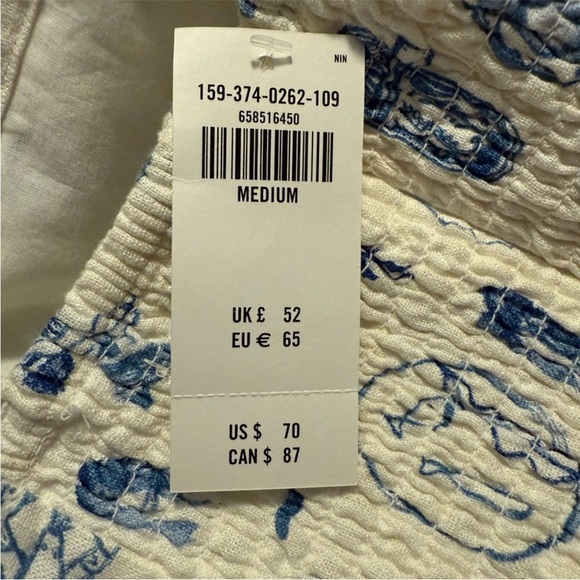 NIN
159-374-0262-109
658516450
MEDIUM
UK £ 52
EU € 65
US $ 70
CAN $ 87